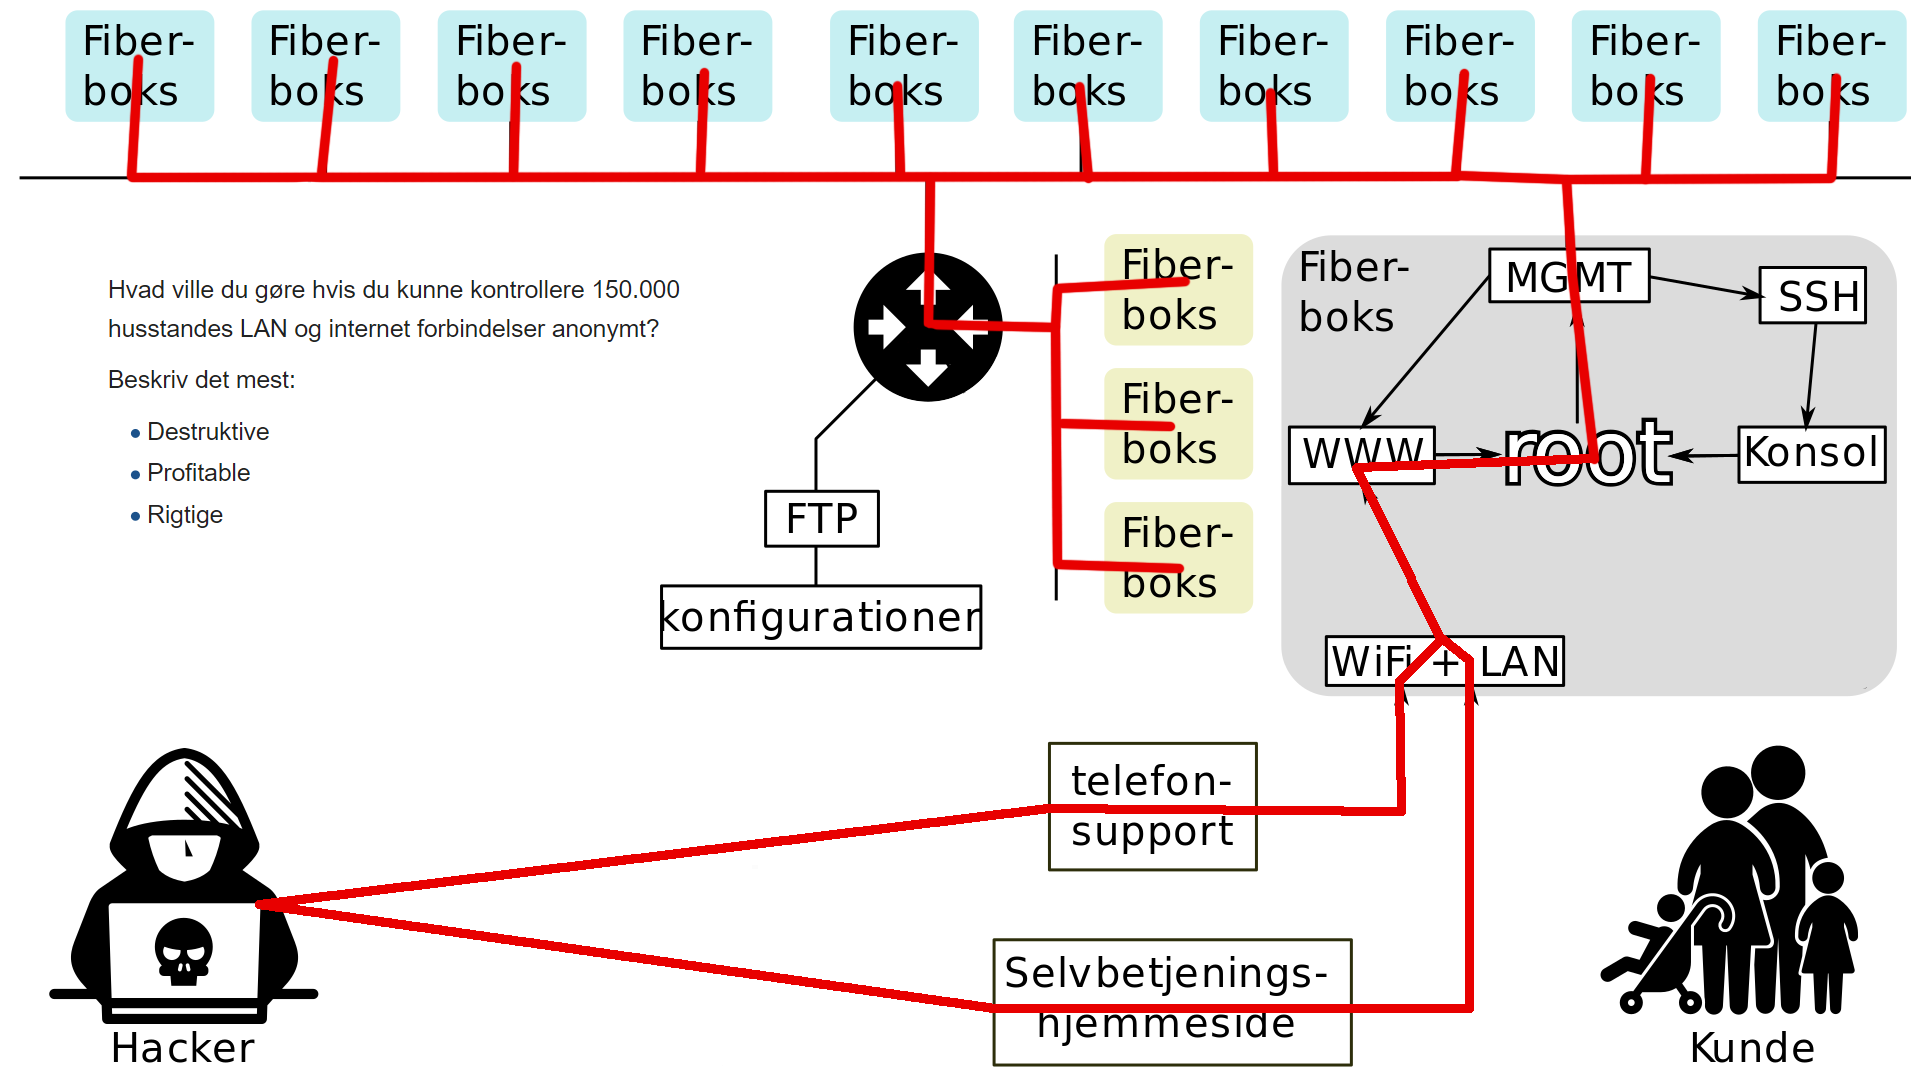 Fiber-
boks
Fiber-
boks
Fiber-
boks
Fiber-
boks
Fiber-
boks
Fiber-
boks
Fiber-
boks
Fiber-
boks
Fiber-
boks
Fiber-
boks
Hvad ville du gøre hvis du kunne kontrollere 150.000
husstandes LAN og internet forbindelser anonymt?
Beskriv det mest:
Destruktive
Profitable
Rigtige
FTP
konfigurationer
Fiber-
boks
Fiber-
boks
Fiber-
boks
Fiber-
boks
MGMT
SSH
WWW
root
Konsol
WiFi + LAN
telefon-
support
Selvbetjenings-
hjemmeside
Hacker
Kunde